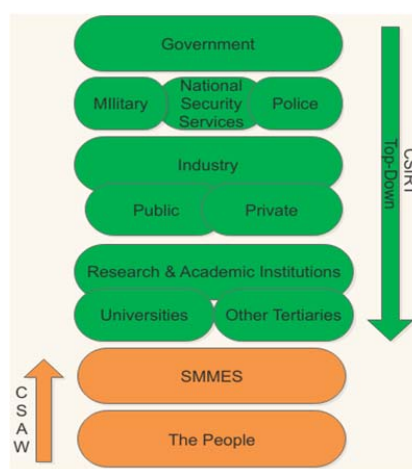 Government
MIlitary
National
Security
Services
Police
Industry
Public
Private
Research & Academic Institutions
Universities
Other Tertiaries
SMMES
The People
CSIRT
Top-Down
C
S
A
W